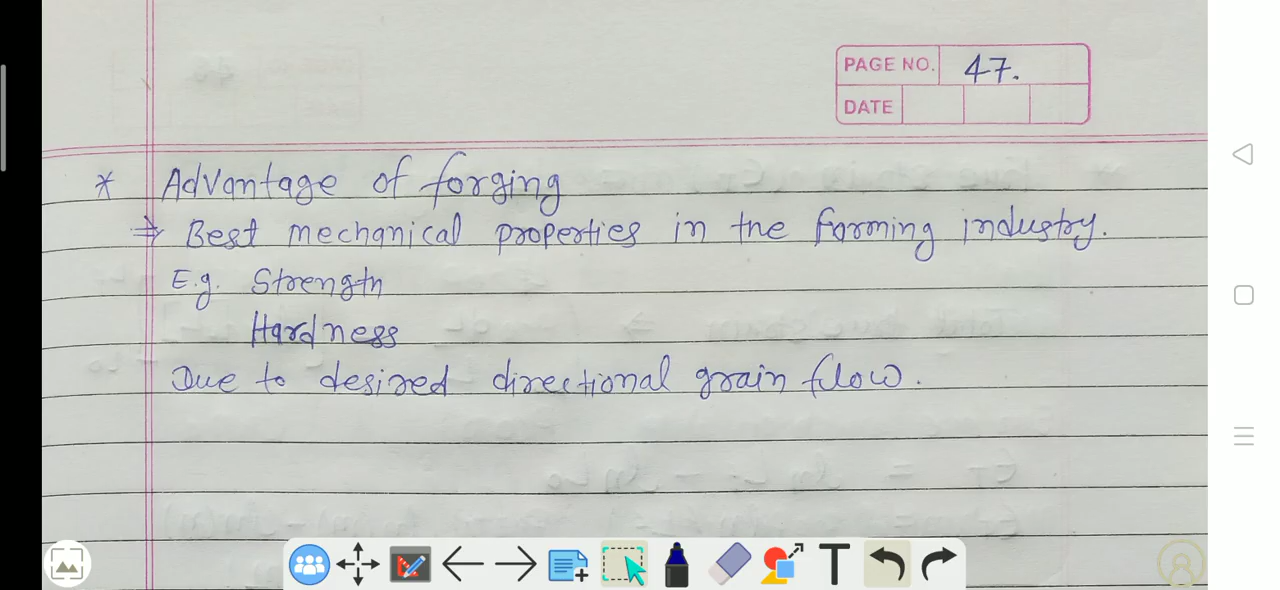 PAGE NO. 47.
DATE
* Advantage of forging
⇒ Best mechanical properties in the forming industry.
E.g. Strength
Hardness
Due to desired directional grain flow.
T